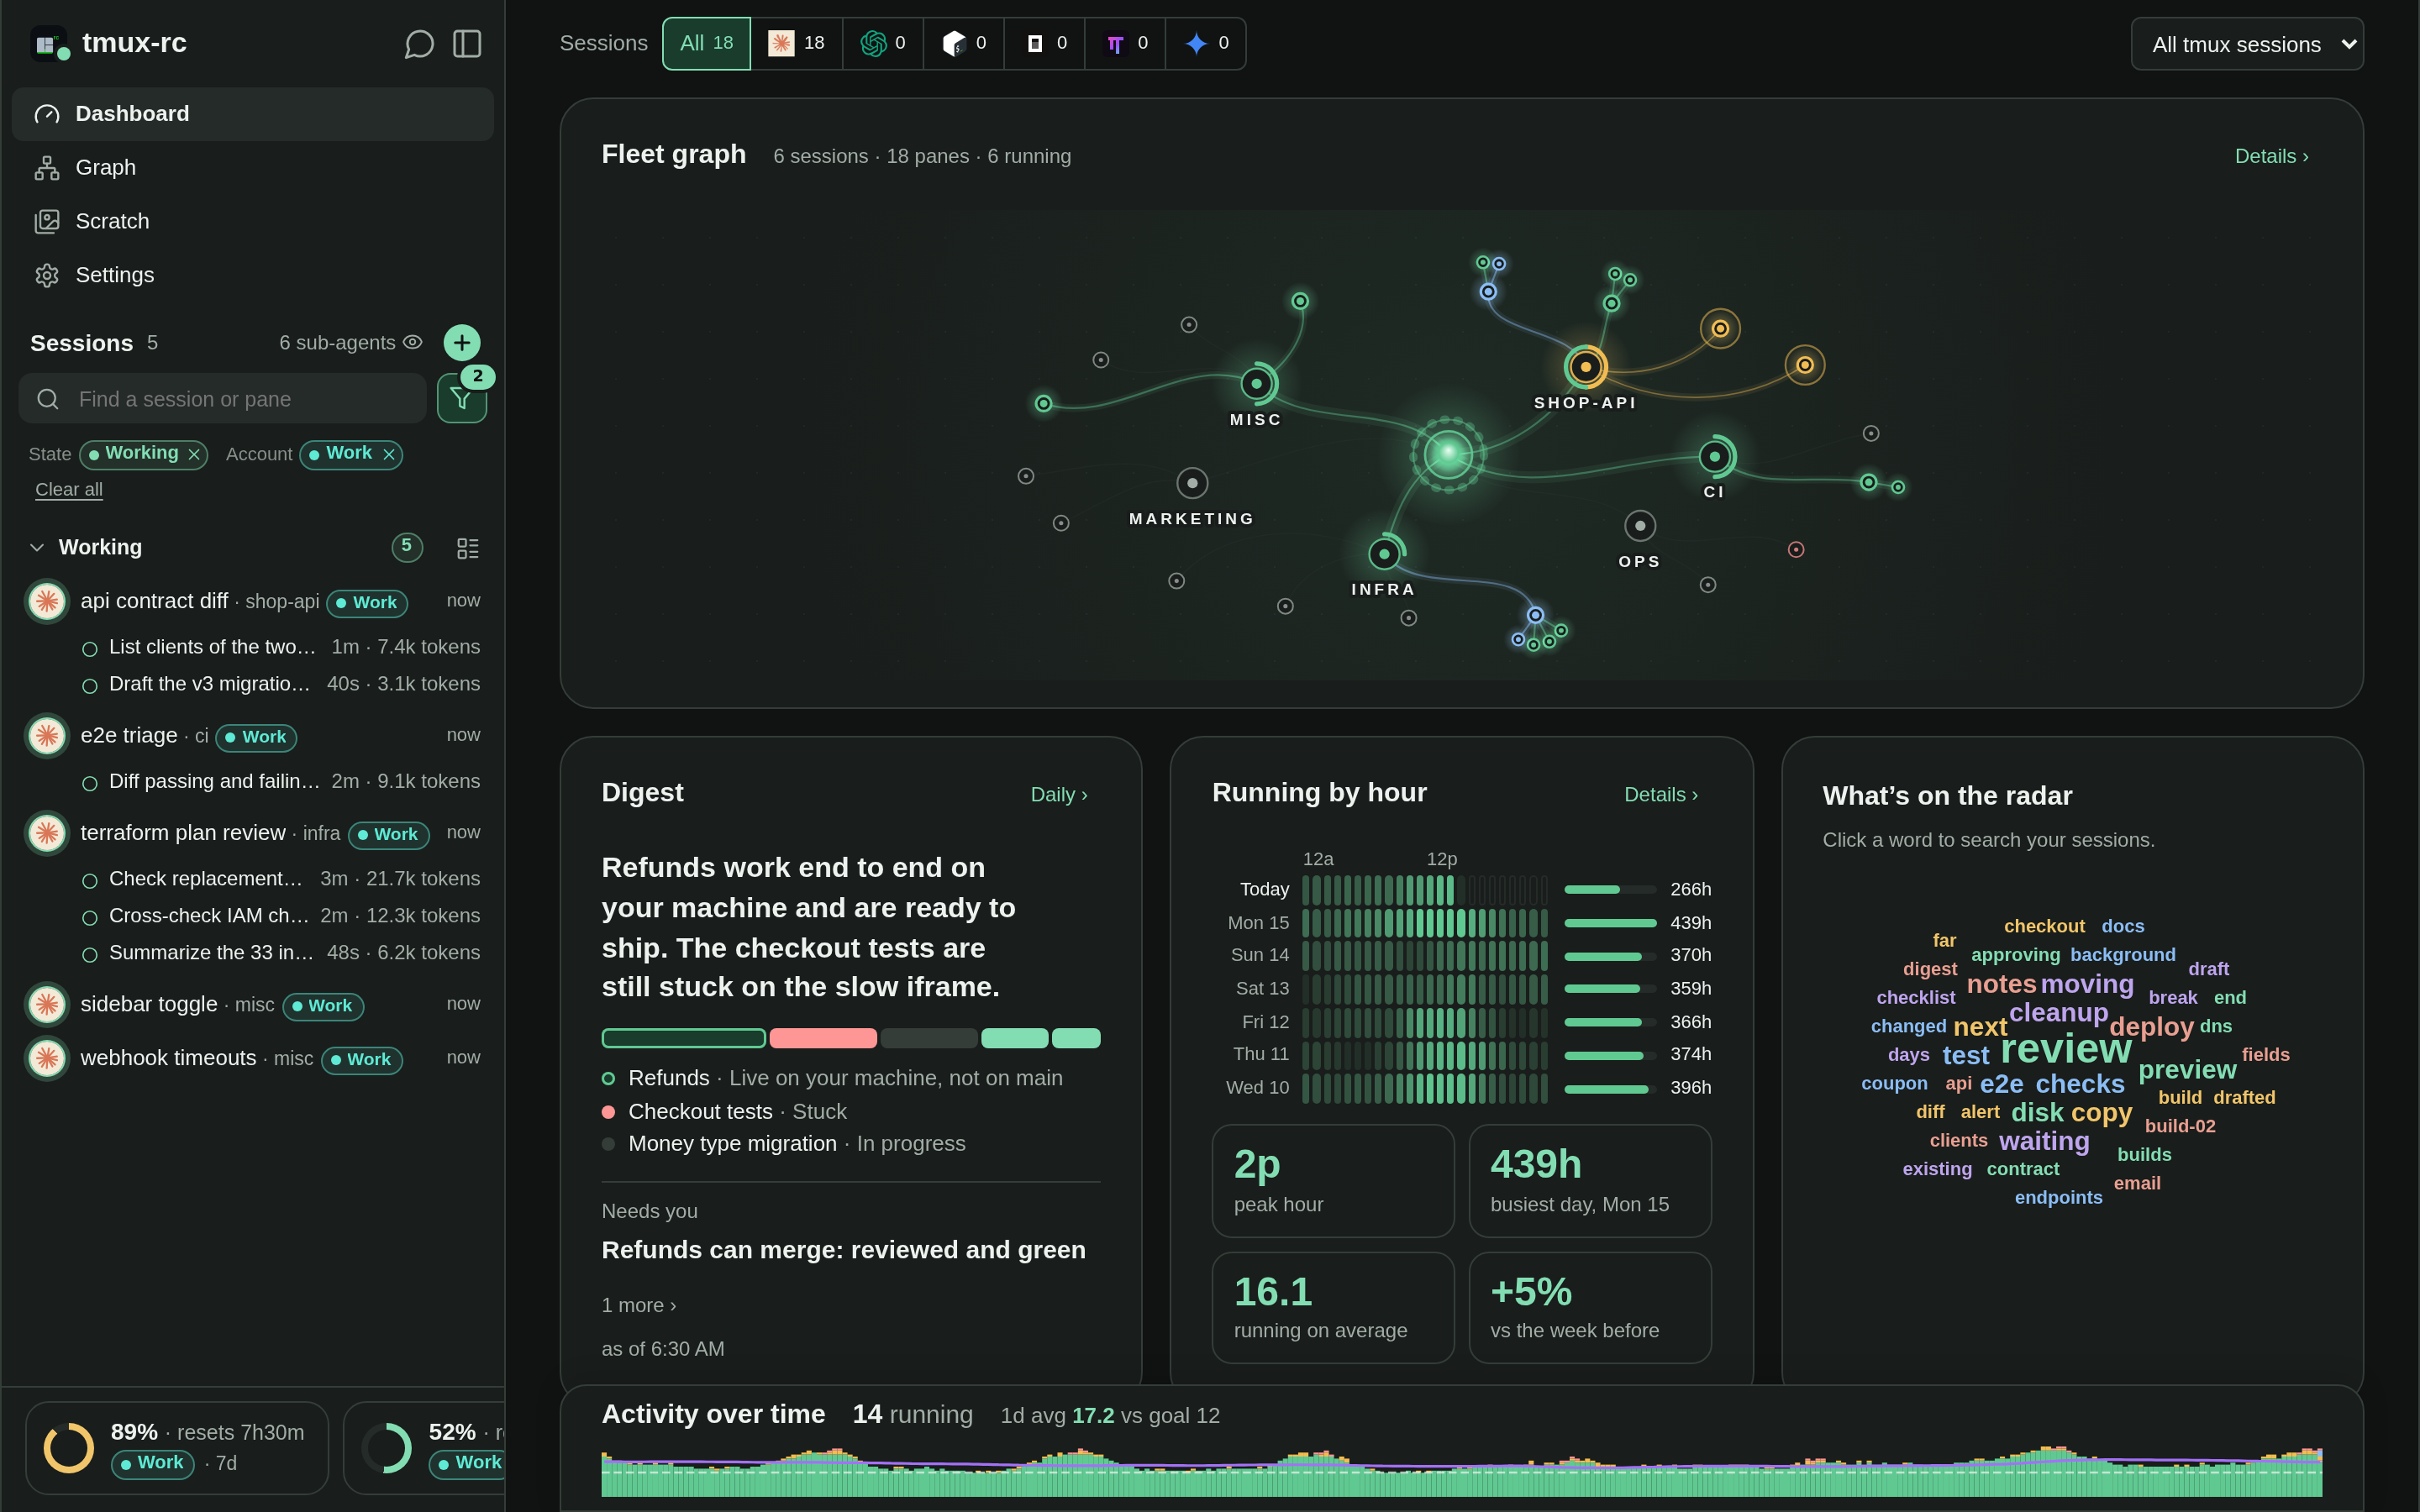 tmux-rc
Dashboard
Graph
Scratch
Settings
Sessions 5 6 sub-agents
2
Find a session or pane
State Working Account Work
Clear all
Working 5
api contract diff · shop-api Work now
List clients of the two… 1m · 7.4k tokens
Draft the v3 migratio… 40s · 3.1k tokens
e2e triage · ci Work now
Diff passing and failin… 2m · 9.1k tokens
terraform plan review · infra Work now
Check replacement… 3m · 21.7k tokens
Cross-check IAM ch… 2m · 12.3k tokens
Summarize the 33 in… 48s · 6.2k tokens
sidebar toggle · misc Work now
webhook timeouts · misc Work now
89% · resets 7h30m
Work · 7d
52% · re
Work
Sessions All 18 18 0 0 0 0 0 All tmux sessions
Fleet graph 6 sessions · 18 panes · 6 running Details ›
SHOP-API
MISC
CI
MARKETING
OPS
INFRA
Digest Daily ›
Refunds work end to end on
your machine and are ready to
ship. The checkout tests are
still stuck on the slow iframe.
Refunds · Live on your machine, not on main
Checkout tests · Stuck
Money type migration · In progress
Needs you
Refunds can merge: reviewed and green
1 more ›
as of 6:30 AM
Running by hour Details ›
12a 12p
Today 266h
Mon 15 439h
Sun 14 370h
Sat 13 359h
Fri 12 366h
Thu 11 374h
Wed 10 396h
2p
peak hour
439h
busiest day, Mon 15
16.1
running on average
+5%
vs the week before
What’s on the radar
Click a word to search your sessions.
checkout docs
far
approving background
digest draft
notes moving
checklist break end
cleanup
changed next deploy dns
review
days test fields
preview
coupon api e2e checks
build drafted
diff alert disk copy
build-02
clients waiting
builds
existing contract
email
endpoints
Activity over time 14 running 1d avg 17.2 vs goal 12